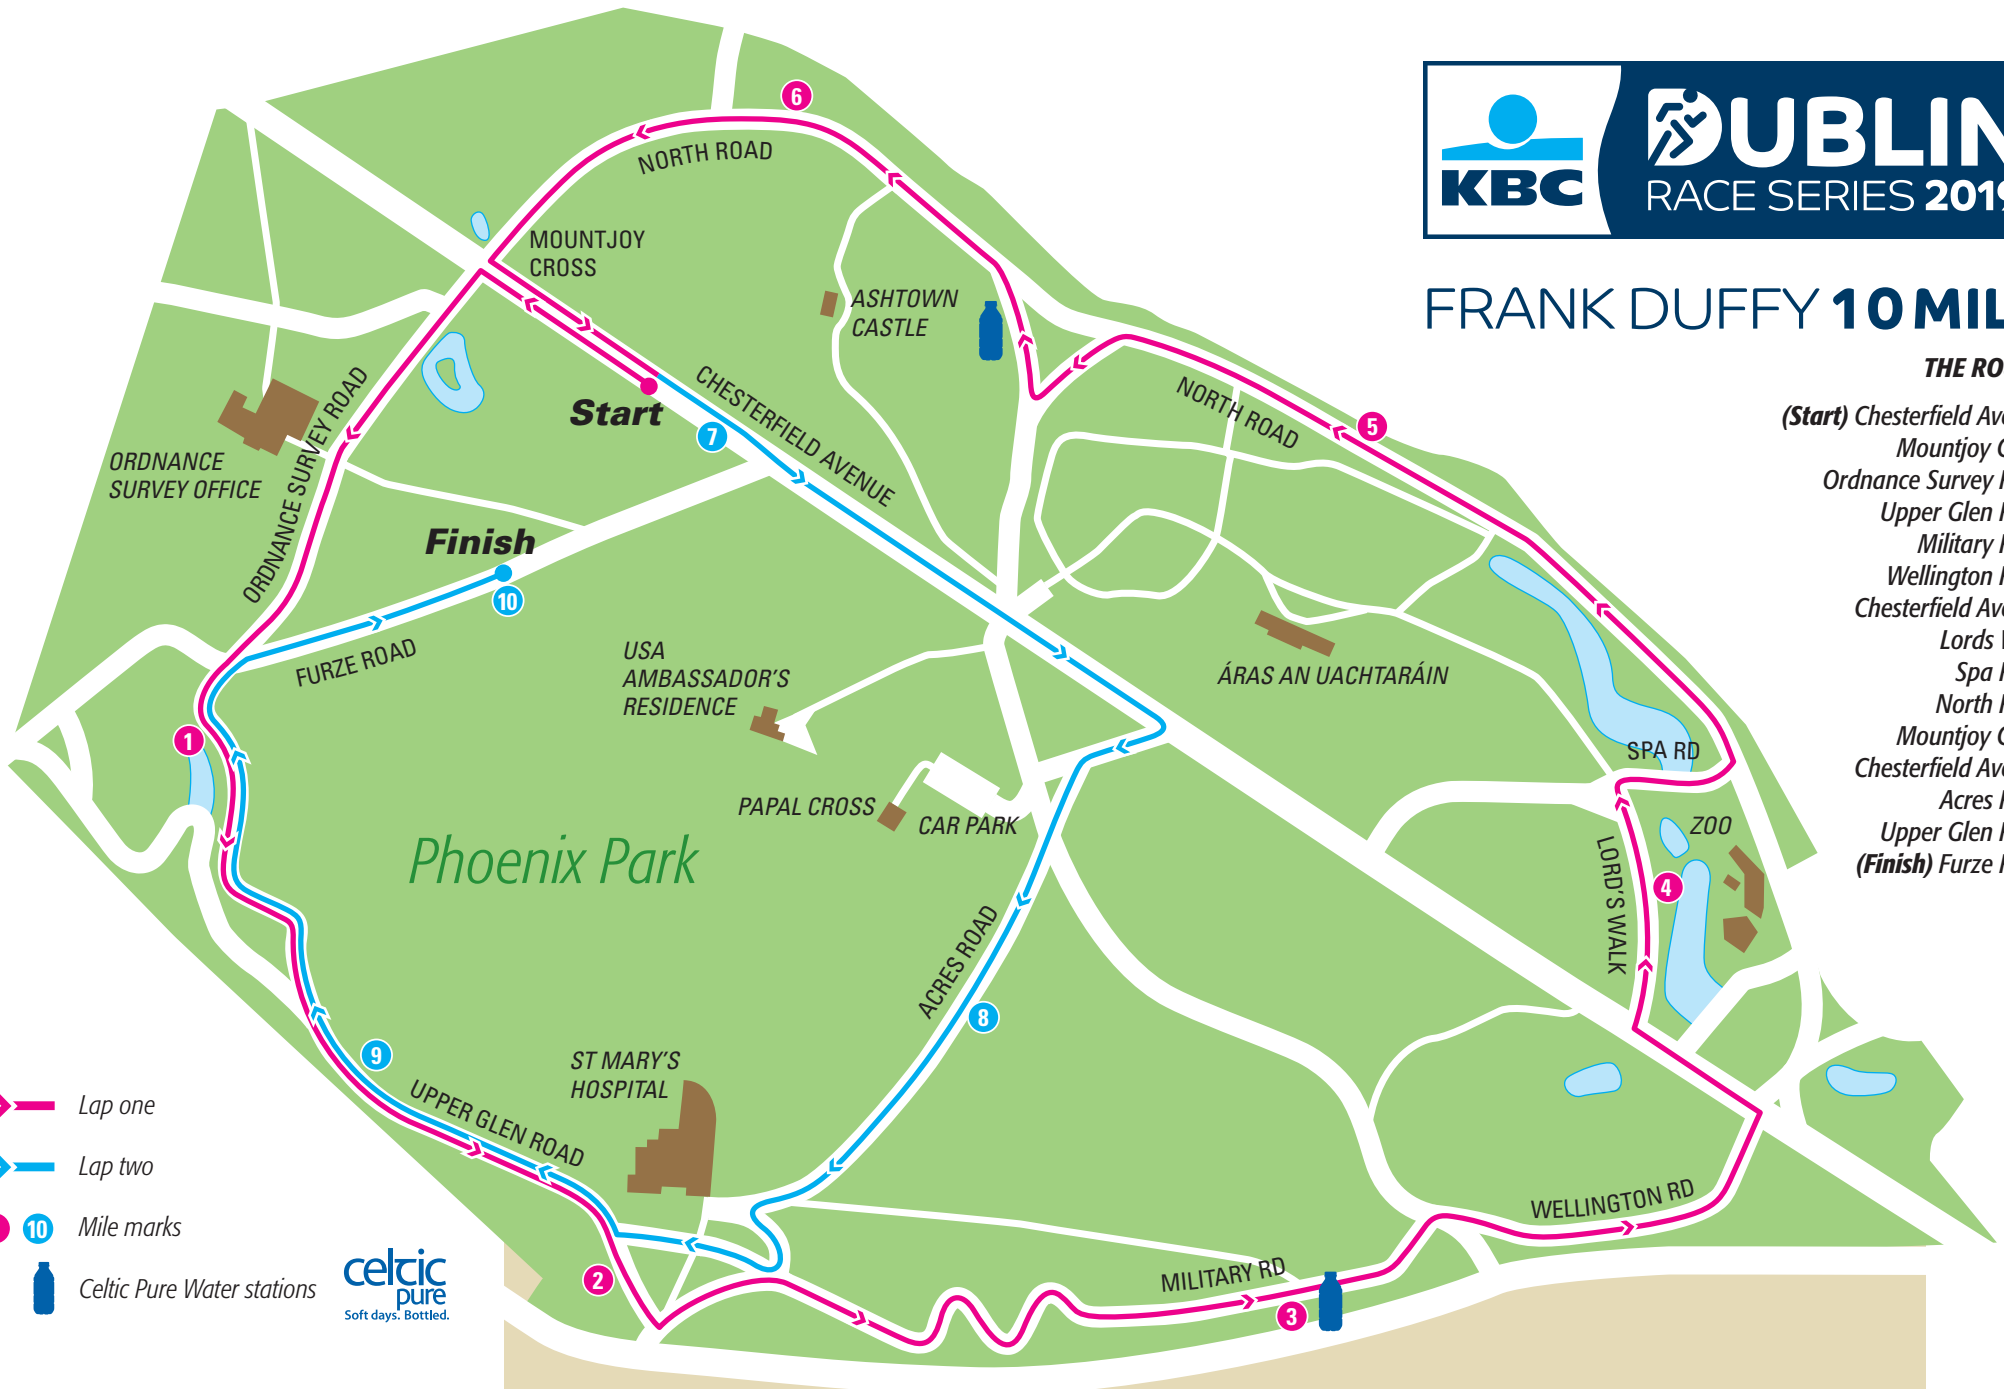 KBC
DUBLIN
RACE SERIES 2019
FRANK DUFFY 10 MIL
THE RO
(Start) Chesterfield Ave
Mountjoy C
Ordnance Survey R
Upper Glen R
Military R
Wellington R
Chesterfield Ave
Lords W
Spa R
North R
Mountjoy C
Chesterfield Ave
Acres R
Upper Glen R
(Finish) Furze R
6
NORTH ROAD
MOUNTJOY
CROSS
ASHTOWN
CASTLE
Start
7
CHESTERFIELD AVENUE
NORTH ROAD
5
ORDNANCE
SURVEY OFFICE
ORDNANCE SURVEY ROAD
Finish
10
FURZE ROAD
USA
AMBASSADOR'S
RESIDENCE
ÁRAS AN UACHTARÁIN
1
SPA RD
PAPAL CROSS
CAR PARK
ZOO
Phoenix Park
LORD'S WALK
4
ACRES ROAD
8
9
ST MARY'S
HOSPITAL
UPPER GLEN ROAD
WELLINGTON RD
2
MILITARY RD
3
Lap one
Lap two
10
Mile marks
Celtic Pure Water stations
celtic
pure
Soft days. Bottled.